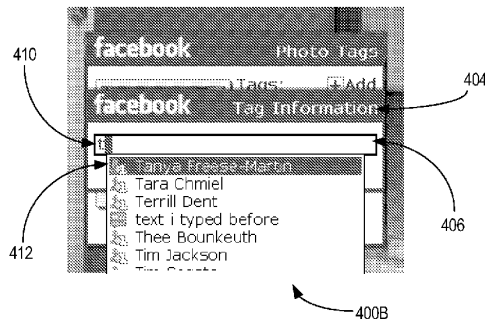 facebook Photo Tags
410
Tags: +Add
404
facebook Tag Information
t
Tanya Freese-Martin
Tara Chmiel
Terrill Dent
406
text i typed before
412
Thee Bounkeuth
Tim Jackson
Tim
400B